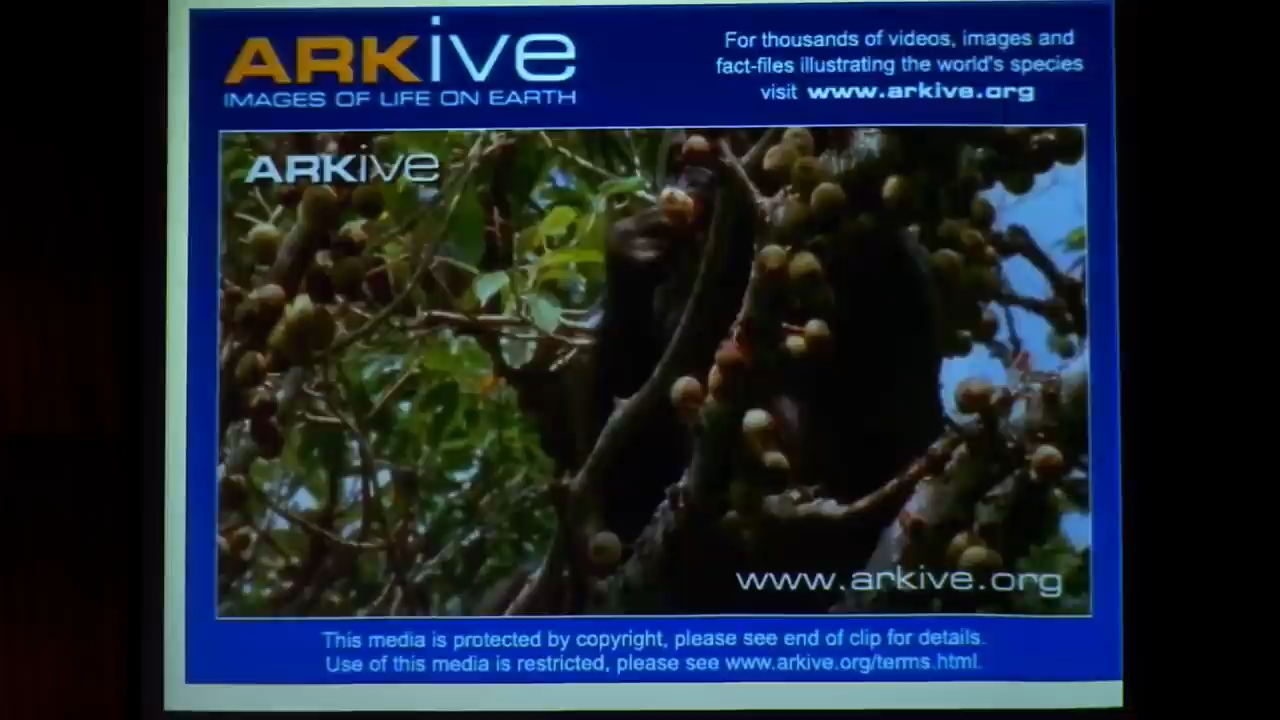 ARKive
IMAGES OF LIFE ON EARTH
For thousands of videos, images and
fact-files illustrating the world's species
visit www.arkive.org
ARKive
www.arkive.org
This media is protected by copyright, please see end of clip for details.
Use of this media is restricted, please see www.arkive.org/terms.html.